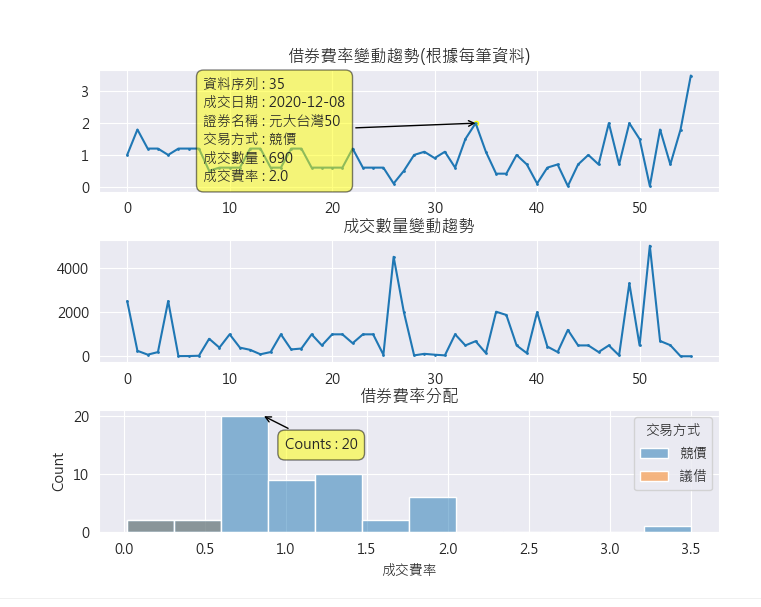 借券費率變動趨勢(根據每筆資料)
資料序列 : 35
成交日期 : 2020-12-08
證券名稱 : 元大台灣50
交易方式 : 競價
成交數量 : 690
成交費率 : 2.0
3
2
1
0
0 10 20 30 40 50
成交數量變動趨勢
4000
2000
0
0 10 20 30 40 50
借券費率分配
20
10
0
Count
Counts : 20
交易方式
競價
議借
0.0 0.5 1.0 1.5 2.0 2.5 3.0 3.5
成交費率